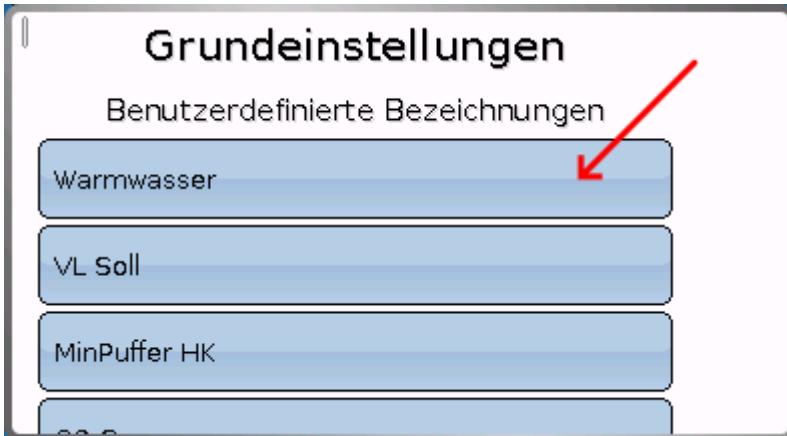 Grundeinstellungen
Benutzerdefinierte Bezeichnungen
Warmwasser
VL Soll
MinPuffer HK